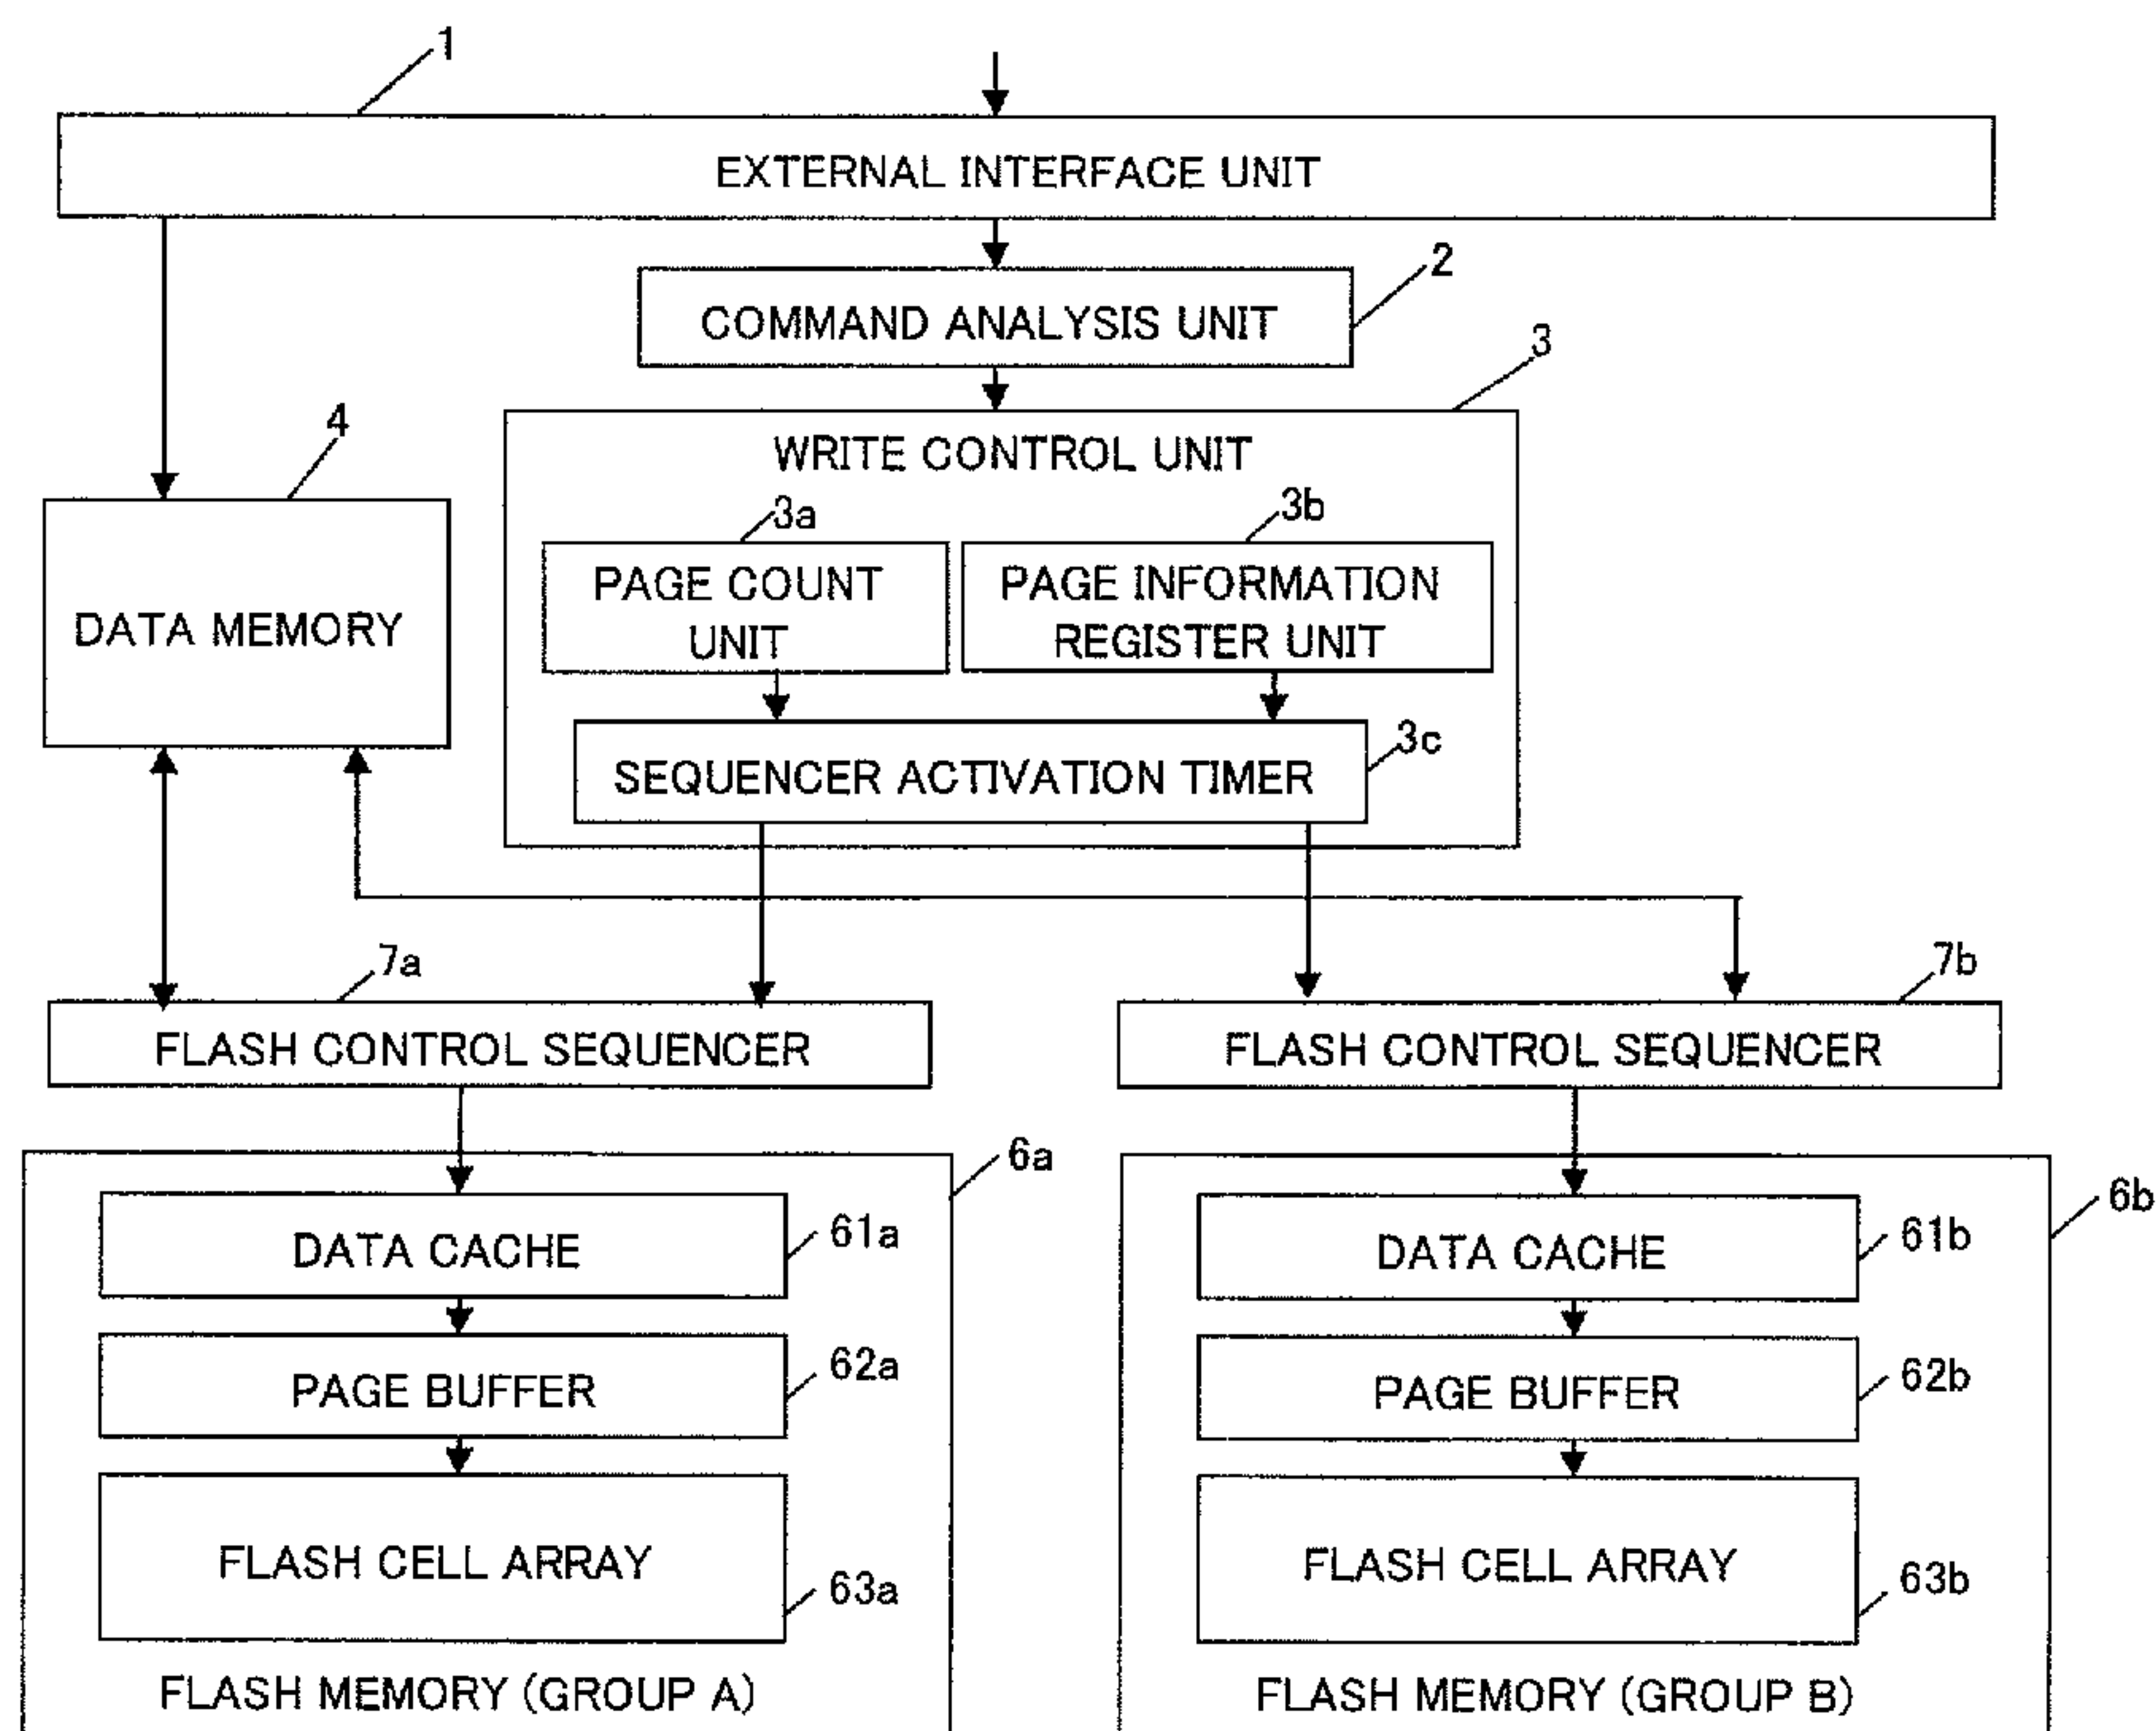 1
EXTERNAL INTERFACE UNIT
2
COMMAND ANALYSIS UNIT
3
4
WRITE CONTROL UNIT
3a
3b
PAGE COUNT
UNIT
PAGE INFORMATION
REGISTER UNIT
DATA MEMORY
3c
SEQUENCER ACTIVATION TIMER
7a
7b
FLASH CONTROL SEQUENCER
FLASH CONTROL SEQUENCER
6a
6b
DATA CACHE
61a
DATA CACHE
61b
PAGE BUFFER
62a
PAGE BUFFER
62b
FLASH CELL ARRAY
63a
FLASH CELL ARRAY
63b
FLASH MEMORY (GROUP A)
FLASH MEMORY (GROUP B)